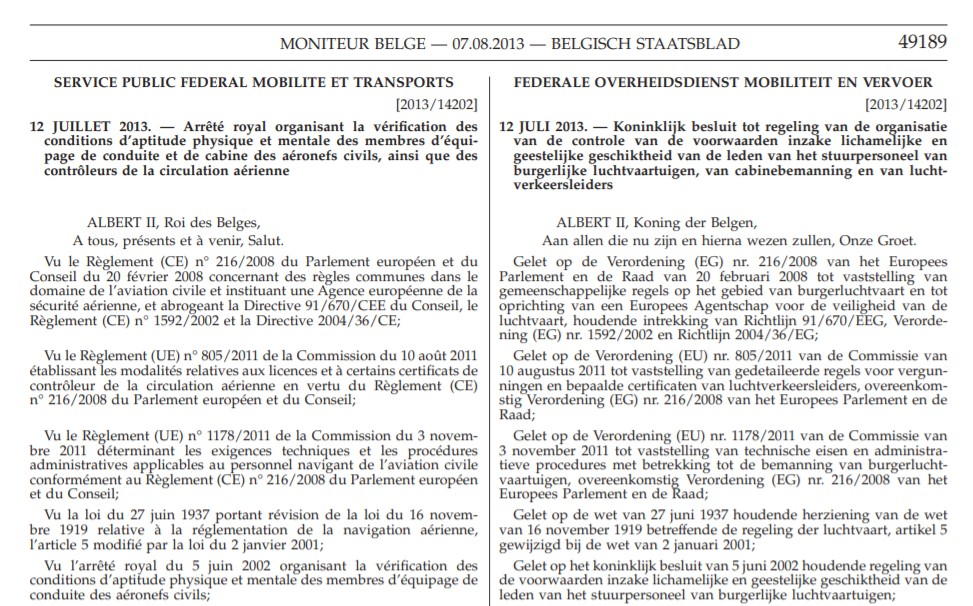 MONITEUR BELGE — 07.08.2013 — BELGISCH STAATSBLAD
49189
SERVICE PUBLIC FEDERAL MOBILITE ET TRANSPORTS
[2013/14202]
12 JUILLET 2013. — Arrêté royal organisant la vérification des
conditions d'aptitude physique et mentale des membres d'équi-
page de conduite et de cabine des aéronefs civils, ainsi que des
contrôleurs de la circulation aérienne
ALBERT II, Roi des Belges,
A tous, présents et à venir, Salut.
Vu le Règlement (CE) n° 216/2008 du Parlement européen et du
Conseil du 20 février 2008 concernant des règles communes dans le
domaine de l'aviation civile et instituant une Agence européenne de la
sécurité aérienne, et abrogeant la Directive 91/670/CEE du Conseil, le
Règlement (CE) n° 1592/2002 et la Directive 2004/36/CE;
Vu le Règlement (UE) n° 805/2011 de la Commission du 10 août 2011
établissant les modalités relatives aux licences et à certains certificats de
contrôleur de la circulation aérienne en vertu du Règlement (CE)
n° 216/2008 du Parlement européen et du Conseil;
Vu le Règlement (UE) n° 1178/2011 de la Commission du 3 novem-
bre 2011 déterminant les exigences techniques et les procédures
administratives applicables au personnel navigant de l'aviation civile
conformément au Règlement (CE) n° 216/2008 du Parlement européen
et du Conseil;
Vu la loi du 27 juin 1937 portant révision de la loi du 16 novem-
bre 1919 relative à la réglementation de la navigation aérienne,
l'article 5 modifié par la loi du 2 janvier 2001;
Vu l'arrêté royal du 5 juin 2002 organisant la vérification des
conditions d'aptitude physique et mentale des membres d'équipage de
conduite des aéronefs civils;
FEDERALE OVERHEIDSDIENST MOBILITEIT EN VERVOER
[2013/14202]
12 JULI 2013. — Koninklijk besluit tot regeling van de organisatie
van de controle van de voorwaarden inzake lichamelijke en
geestelijke geschiktheid van de leden van het stuurpersoneel van
burgerlijke luchtvaartuigen, van cabinebemanning en van lucht-
verkeersleiders
ALBERT II, Koning der Belgen,
Aan allen die nu zijn en hierna wezen zullen, Onze Groet.
Gelet op de Verordening (EG) nr. 216/2008 van het Europees
Parlement en de Raad van 20 februari 2008 tot vaststelling van
gemeenschappelijke regels op het gebied van burgerluchtvaart en tot
oprichting van een Europees Agentschap voor de veiligheid van de
luchtvaart, houdende intrekking van Richtlijn 91/670/EEG, Verorde-
ning (EG) nr. 1592/2002 en Richtlijn 2004/36/EG;
Gelet op de Verordening (EU) nr. 805/2011 van de Commissie van
10 augustus 2011 tot vaststelling van gedetaileerde regels voor vergun-
ningen en bepaalde certificaten van luchtverkeersleiders, overeenkom-
stig Verordening (EG) nr. 216/2008 van het Europees Parlement en de
Raad;
Gelet op de Verordening (EU) nr. 1178/2011 van de Commissie van
3 november 2011 tot vaststelling van technische eisen en administra-
tieve procedures met betrekking tot de bemanning van burgerlucht-
vaartuigen, overeenkomstig Verordening (EG) nr. 216/2008 van het
Europees Parlement en de Raad;
Gelet op de wet van 27 juni 1937 houdende herziening van de wet
van 16 november 1919 betreffende de regeling der luchtvaart, artikel 5
gewijzigd bij de wet van 2 januari 2001;
Gelet op het koninklijk besluit van 5 juni 2002 houdende regeling van
de voorwaarden inzake lichamelijke en geestelijke geschiktheid van de
leden van het stuurpersoneel van burgerlijke luchtvaartuigen;